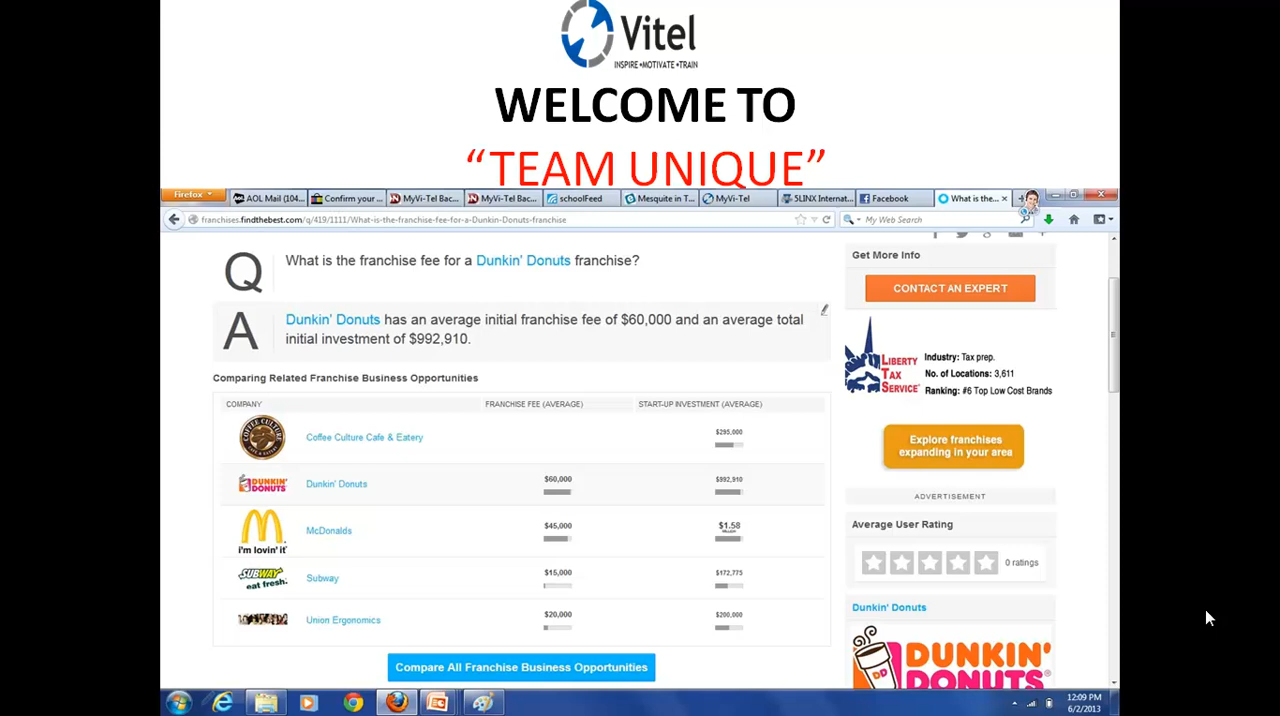 Vitel
INSPIRE•MOTIVATE•TRAIN
WELCOME TO
“TEAM UNIQUE”
Firefox
AOL Mail (104...
Confirm your ...
MyVi-Tel Bac...
MyVi-Tel Bac...
schoolFeed
Mesquite in T...
MyVi-Tel
SLINX Internat...
Facebook
What is the...
franchises.findthebest.com/q/419/1111/What-is-the-franchise-fee-for-a-Dunkin-Donuts-franchise
My Web Search
Q What is the franchise fee for a Dunkin' Donuts franchise?
A Dunkin' Donuts has an average initial franchise fee of $60,000 and an average total
initial investment of $992,910.
Comparing Related Franchise Business Opportunities
COMPANY FRANCHISE FEE (AVERAGE) START-UP INVESTMENT (AVERAGE)
COFFEE CULTURE
Coffee Culture Cafe & Eatery $295,000
DUNKIN' DONUTS
Dunkin' Donuts $60,000 $992,910
i'm lovin' it
McDonalds $45,000 $1.58
MILLION
SUBWAY
eat fresh.
Subway $15,000 $172,775
Union Ergonomics $20,000 $200,000
Compare All Franchise Business Opportunities
Get More Info
CONTACT AN EXPERT
LIBERTY
TAX
SERVICE
Industry: Tax prep.
No. of Locations: 3,611
Ranking: #6 Top Low Cost Brands
Explore franchises
expanding in your area
ADVERTISEMENT
Average User Rating
0 ratings
Dunkin' Donuts
DD
DUNKIN'
DONUTS
12:09 PM
6/2/2013